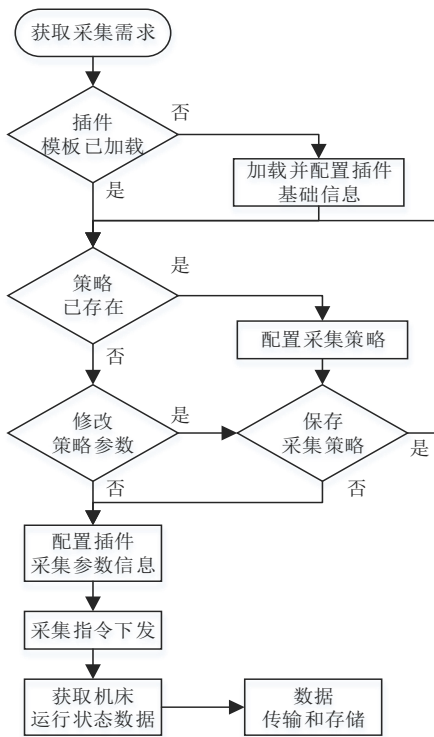 获取采集需求
插件
模板已加载
否
是
加载并配置插件
基础信息
策略
已存在
是
否
配置采集策略
修改
策略参数
是
否
保存
采集策略
是
否
配置插件
采集参数信息
采集指令下发
获取机床
运行状态数据
数据
传输和存储